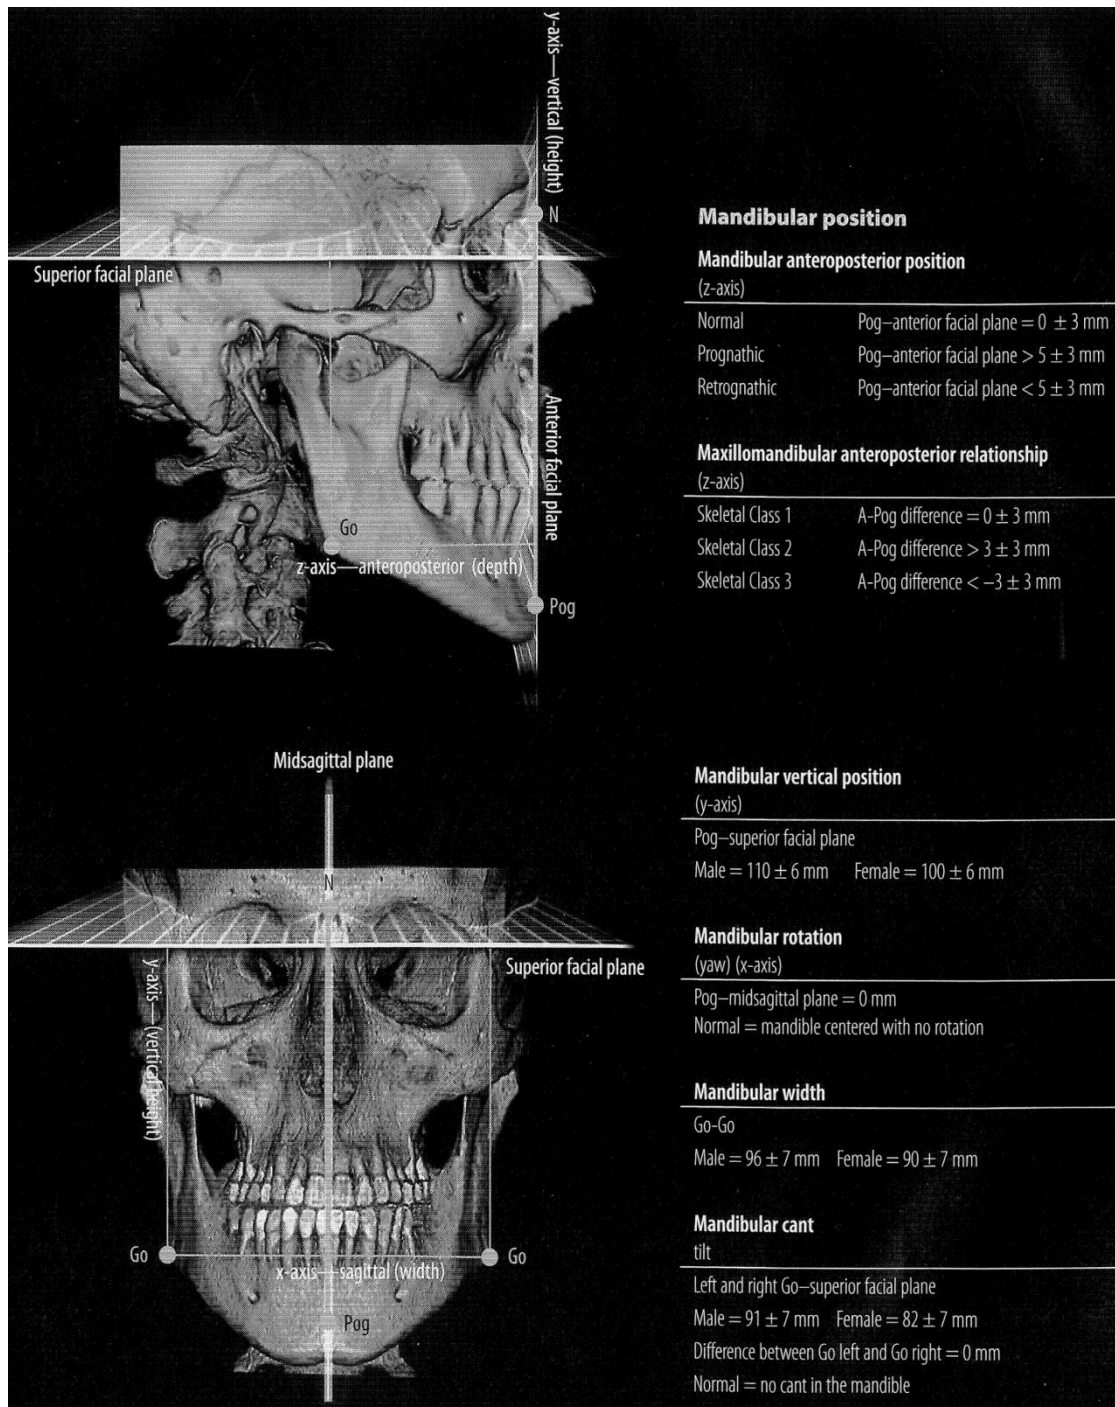 y-axis—vertical (height)
N
Superior facial plane
Anterior facial plane
Go
z-axis—anteroposterior (depth)
Pog
Mandibular position
Mandibular anteroposterior position
(z-axis)
Normal Pog–anterior facial plane = 0 ± 3 mm
Prognathic Pog–anterior facial plane > 5 ± 3 mm
Retrognathic Pog–anterior facial plane < 5 ± 3 mm
Maxillomandibular anteroposterior relationship
(z-axis)
Skeletal Class 1 A-Pog difference = 0 ± 3 mm
Skeletal Class 2 A-Pog difference > 3 ± 3 mm
Skeletal Class 3 A-Pog difference < –3 ± 3 mm
Midsagittal plane
N
Superior facial plane
y-axis—(vertical height)
Go
Go
x-axis—sagittal (width)
Pog
Mandibular vertical position
(y-axis)
Pog–superior facial plane
Male = 110 ± 6 mm Female = 100 ± 6 mm
Mandibular rotation
(yaw) (x-axis)
Pog–midsagittal plane = 0 mm
Normal = mandible centered with no rotation
Mandibular width
Go-Go
Male = 96 ± 7 mm Female = 90 ± 7 mm
Mandibular cant
tilt
Left and right Go–superior facial plane
Male = 91 ± 7 mm Female = 82 ± 7 mm
Difference between Go left and Go right = 0 mm
Normal = no cant in the mandible